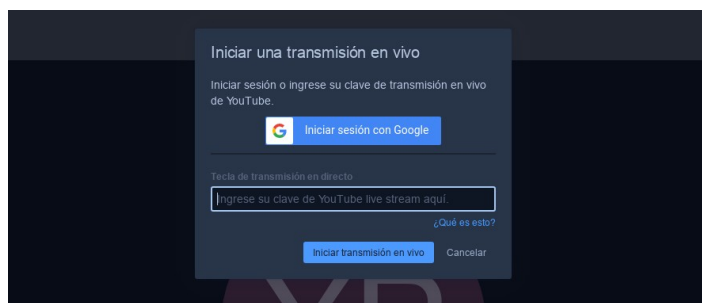 Iniciar una transmisión en vivo
Iniciar sesión o ingrese su clave de transmisión en vivo
de YouTube.
Iniciar sesión con Google
Tecla de transmisión en directo
Ingrese su clave de YouTube live stream aquí.
¿Qué es esto?
Iniciar transmisión en vivo Cancelar